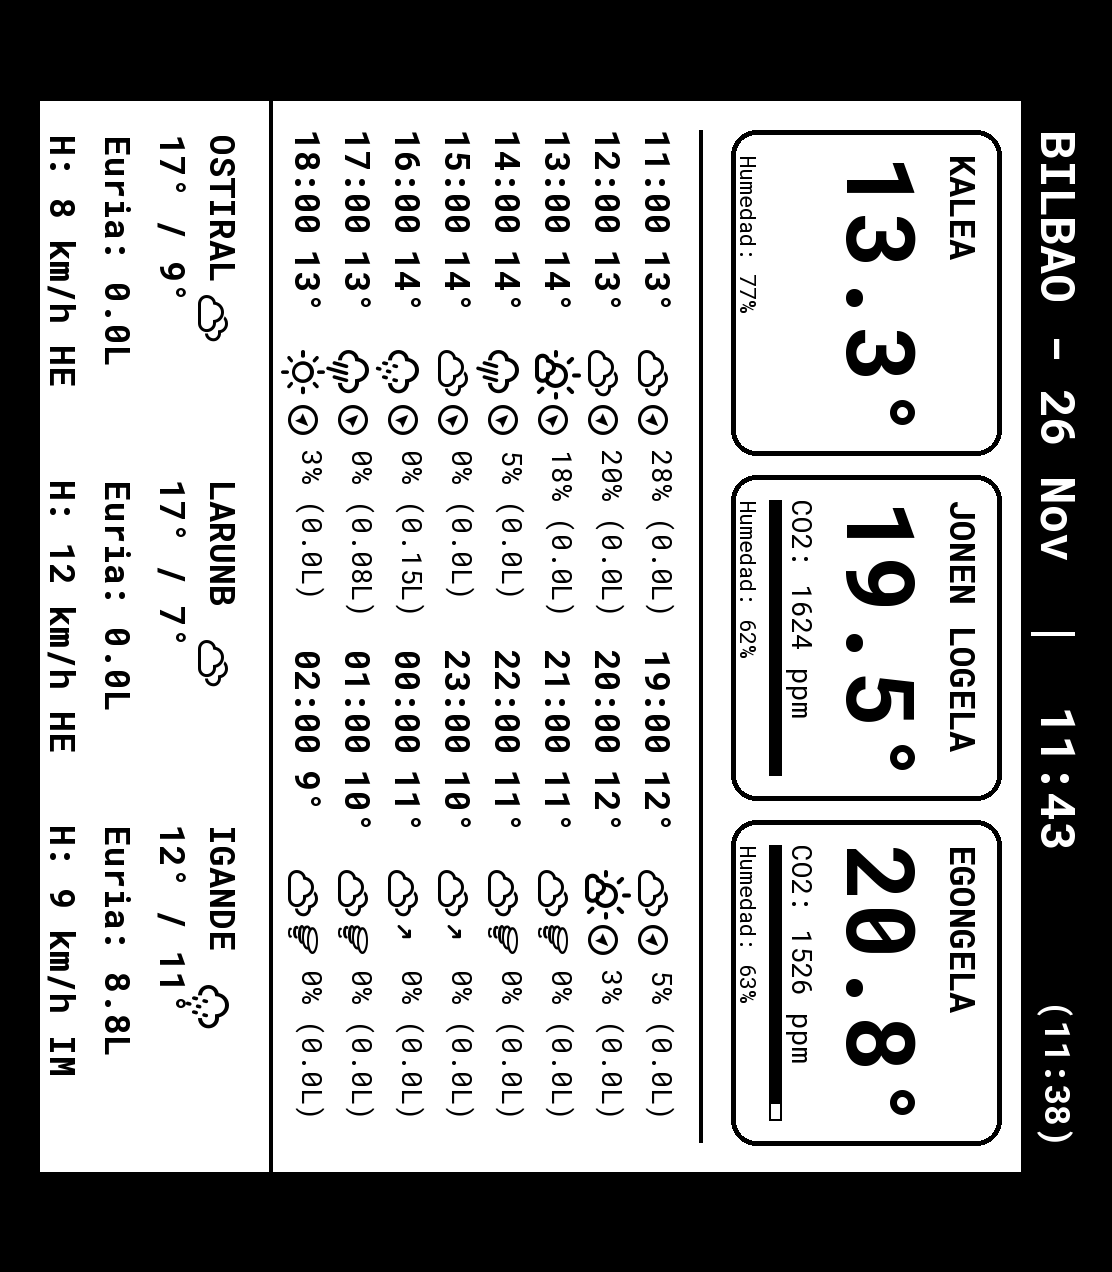 BILBAO - 26 Nov | 11:43 (11:38)
KALEA
13.3°
Humedad: 77%
JONEN LOGELA
19.5°
CO2: 1624 ppm
Humedad: 62%
EGONGELA
20.8°
CO2: 1526 ppm
Humedad: 63%
11:00 13° 28% (0.0L) 19:00 12° 5% (0.0L)
12:00 13° 20% (0.0L) 20:00 12° 3% (0.0L)
13:00 14° 18% (0.0L) 21:00 11° 0% (0.0L)
14:00 14° 5% (0.0L) 22:00 11° 0% (0.0L)
15:00 14° 0% (0.0L) 23:00 10° 0% (0.0L)
16:00 14° 0% (0.15L) 00:00 11° 0% (0.0L)
17:00 13° 0% (0.08L) 01:00 10° 0% (0.0L)
18:00 13° 3% (0.0L) 02:00 9° 0% (0.0L)
OSTIRAL
17° / 9°
Euria: 0.0L
H: 8 km/h HE
LARUNB
17° / 7°
Euria: 0.0L
H: 12 km/h HE
IGANDE
12° / 11°
Euria: 8.8L
H: 9 km/h IM